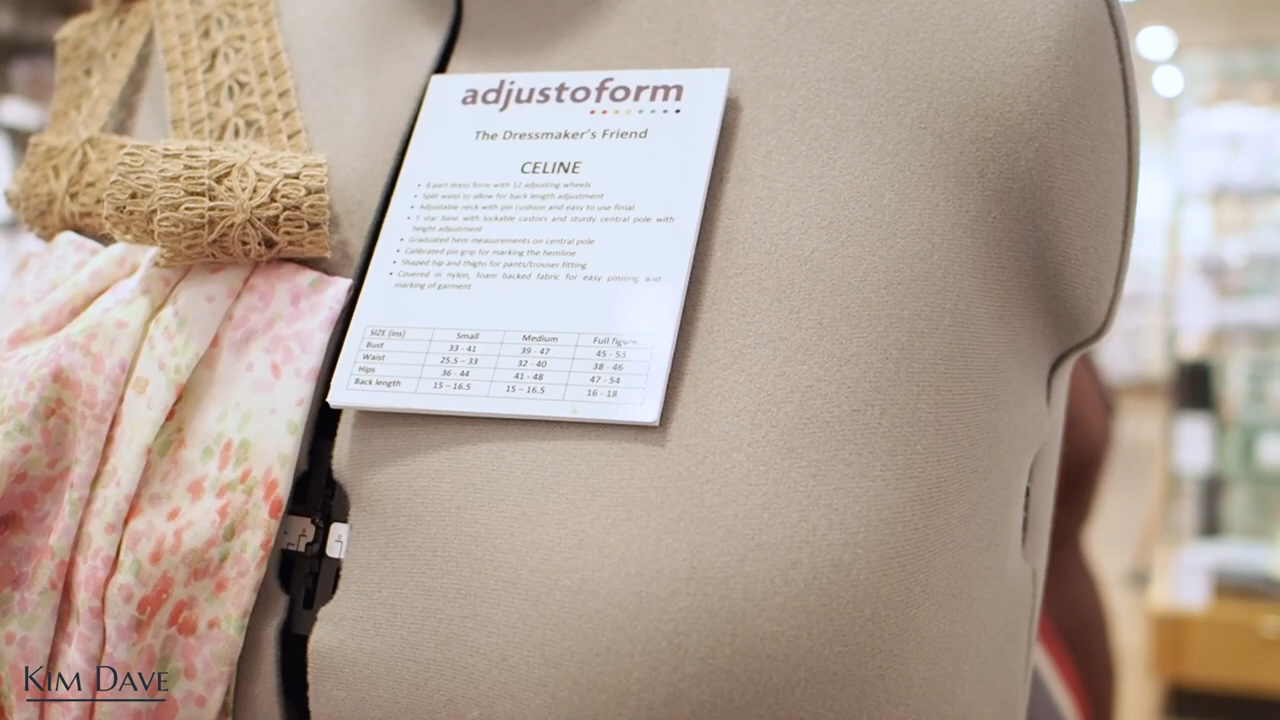 adjustoform
The Dressmaker's Friend
CELINE
• 8 part dress form with 12 adjusting wheels
• Split waist to allow for back length adjustment
• Adjustable neck with pin cushion and easy to use finial
• 5 star base with lockable castors and sturdy central pole with
height adjustment
• Graduated hem measurements on central pole
• Calibrated pin grip for marking the hemline
• Shaped hip and thighs for pants/trouser fitting
• Covered in nylon, foam backed fabric for easy pinning and
marking of garment
SIZE (ins) Small Medium Full figure
Bust 33 - 41 39 - 47 45 - 53
Waist 25.5 – 33 32 - 40 38 - 46
Hips 36 - 44 41 - 48 47 - 54
Back length 15 – 16.5 15 – 16.5 16 - 18
KIM DAVE